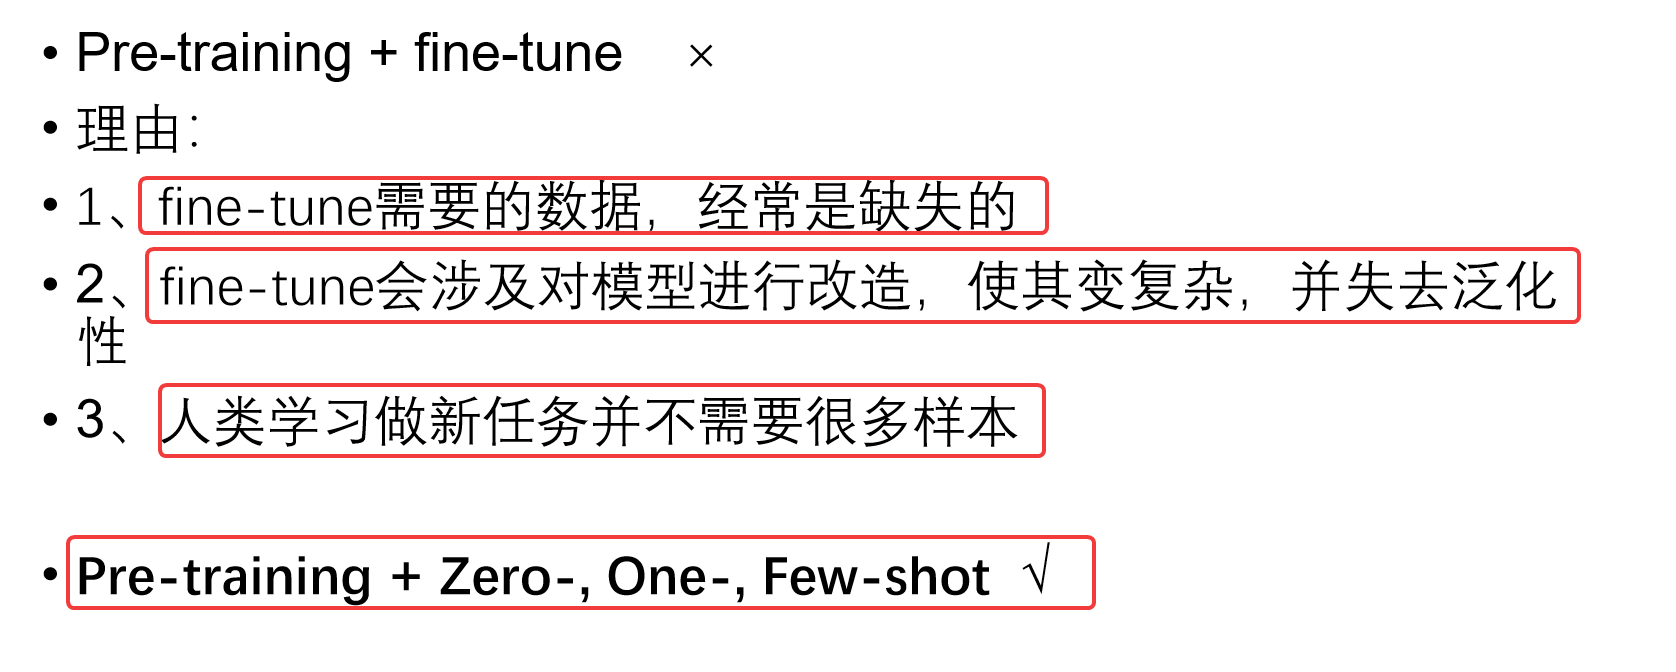 • Pre-training + fine-tune ×
• 理由：
• 1、fine-tune需要的数据，经常是缺失的
• 2、fine-tune会涉及对模型进行改造，使其变复杂，并失去泛化
性
• 3、人类学习做新任务并不需要很多样本
• Pre-training + Zero-, One-, Few-shot √